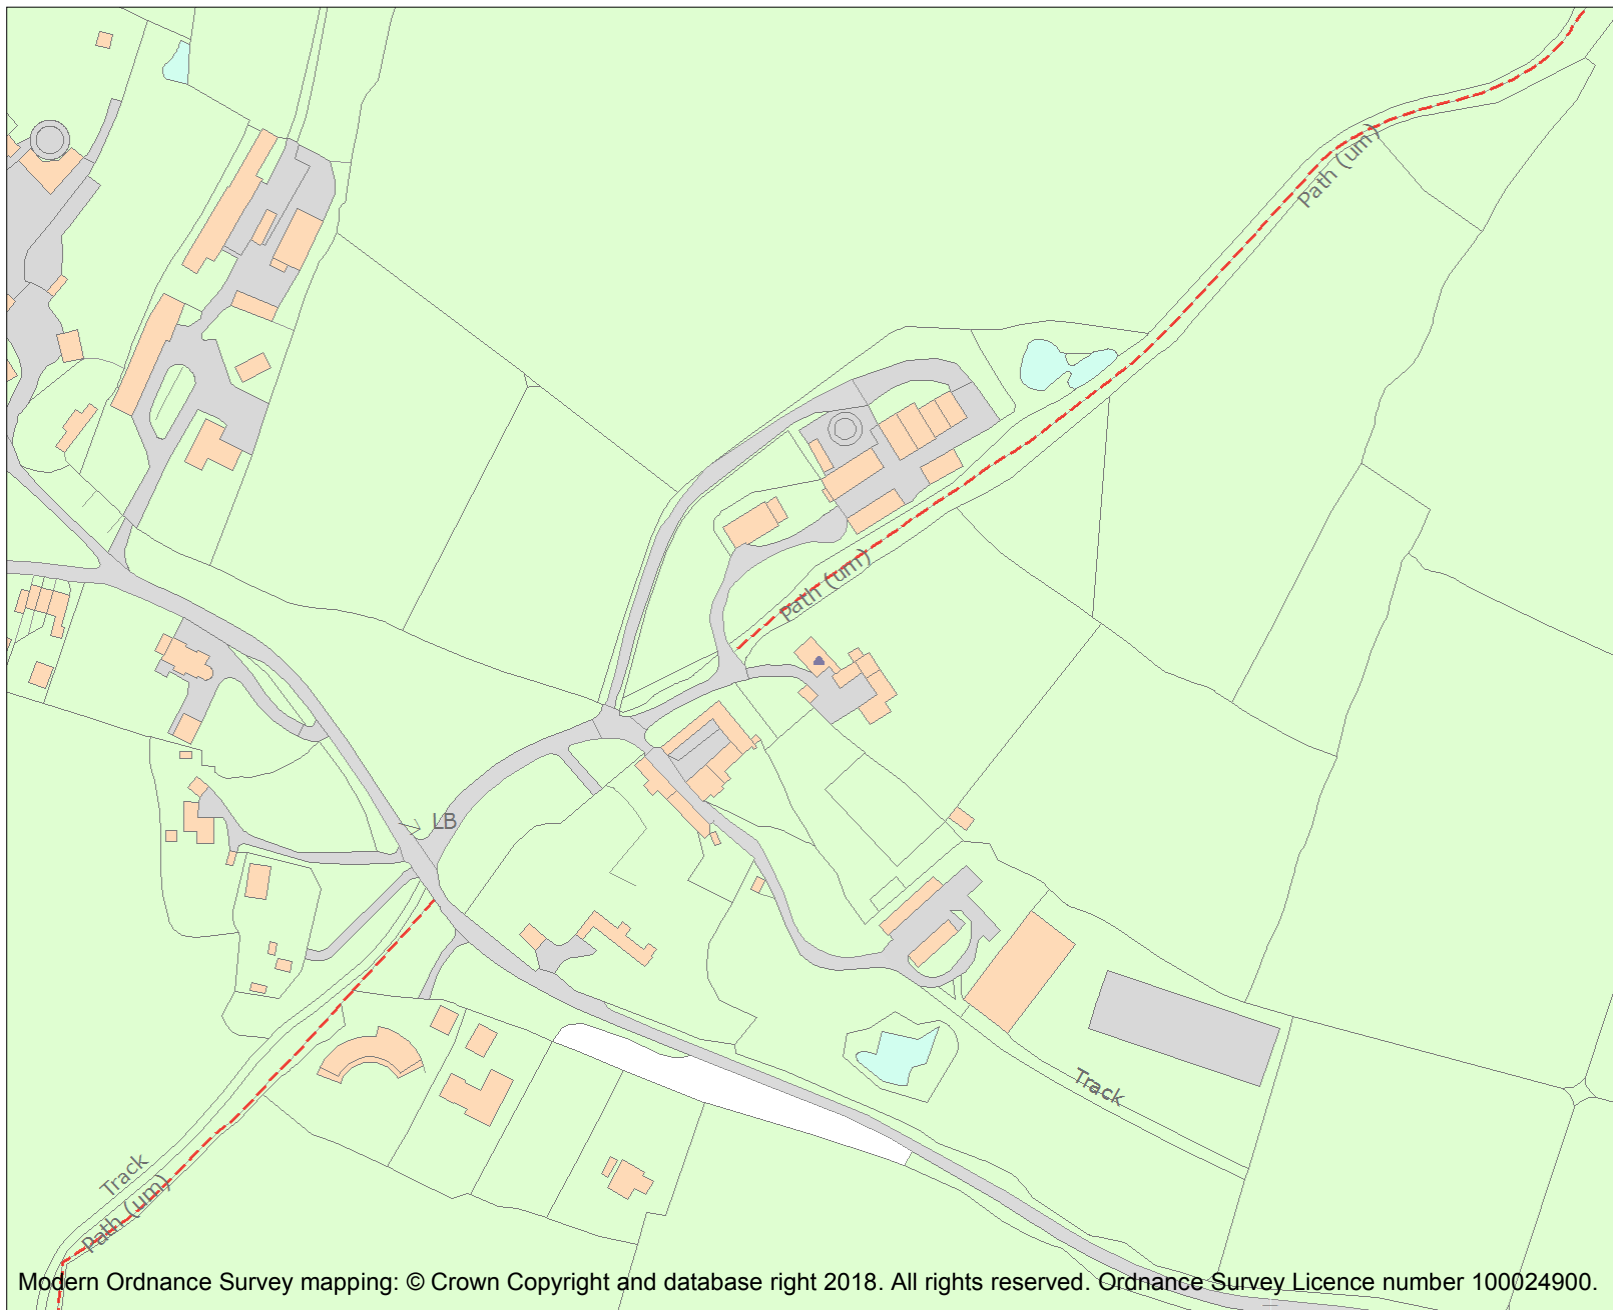 Path (um)
Path (um)
LB
Track
Track
Path (um)
Modern Ordnance Survey mapping: © Crown Copyright and database right 2018. All rights reserved. Ordnance Survey Licence number 100024900.